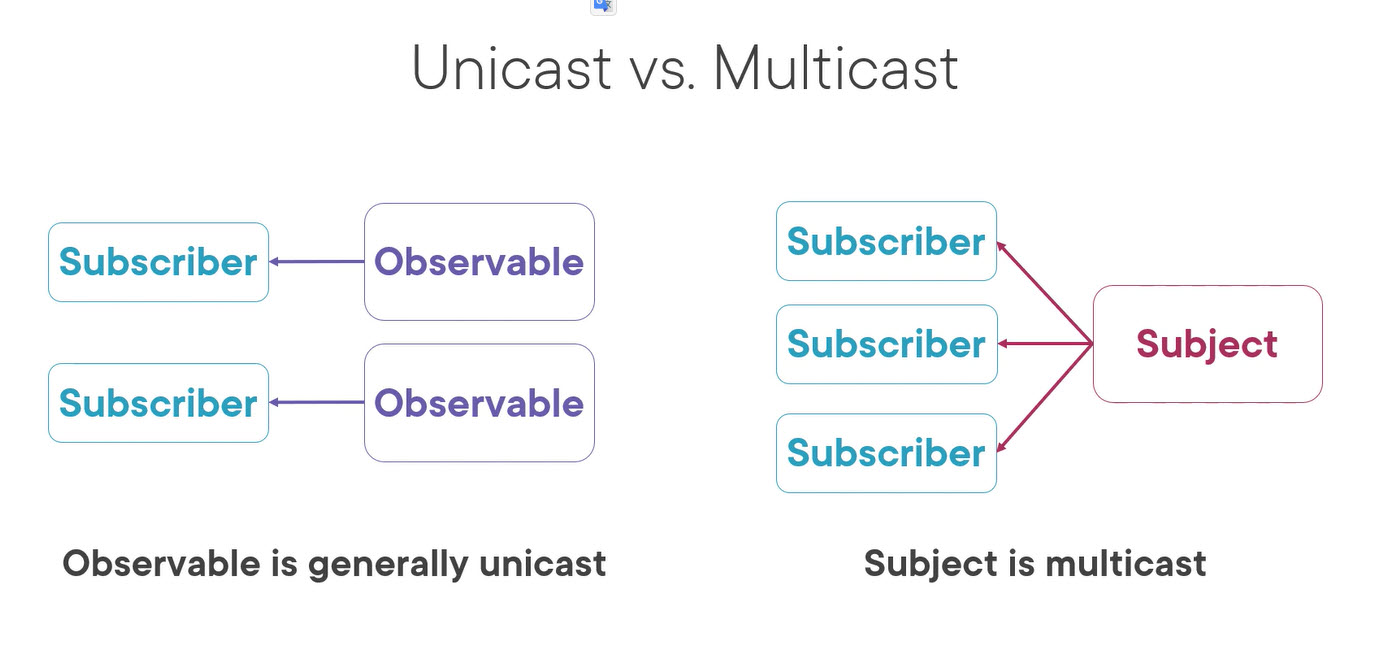 Unicast vs. Multicast
Subscriber
Observable
Subscriber
Observable
Observable is generally unicast
Subscriber
Subscriber
Subscriber
Subject
Subject is multicast